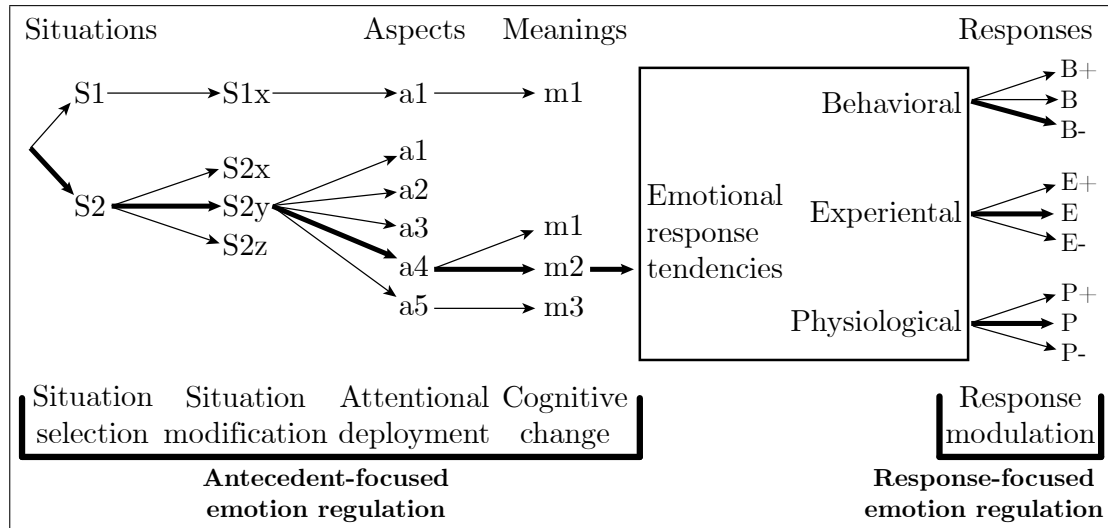 Situations Aspects Meanings Responses
S1 S1x a1 m1
S2 S2x S2y S2z
a1
a2
a3
a4
a5
m1
m2
m3
Emotional
response
tendencies
Behavioral
Experiental
Physiological
B+
B
B-
E+
E
E-
P+
P
P-
Situation
selection
Situation
modification
Attentional
deployment
Cognitive
change
Response
modulation
Antecedent-focused
emotion regulation
Response-focused
emotion regulation